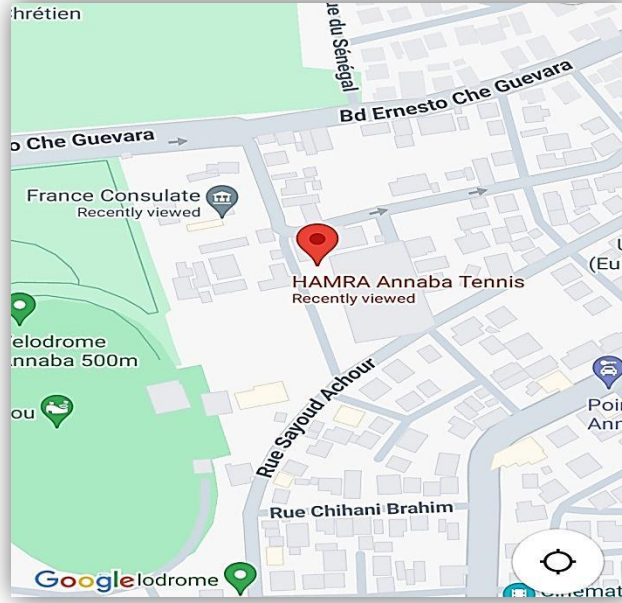 hrétien
ue du Sénégal
Bd Ernesto Che Guevara
o Che Guevara
France Consulate
Recently viewed
HAMRA Annaba Tennis
Recently viewed
(Eu
elodrome
nnaba 500m
ou
Rue Sayoud Achour
Poi
Ann
Rue Chihani Brahim
Google
lodrome